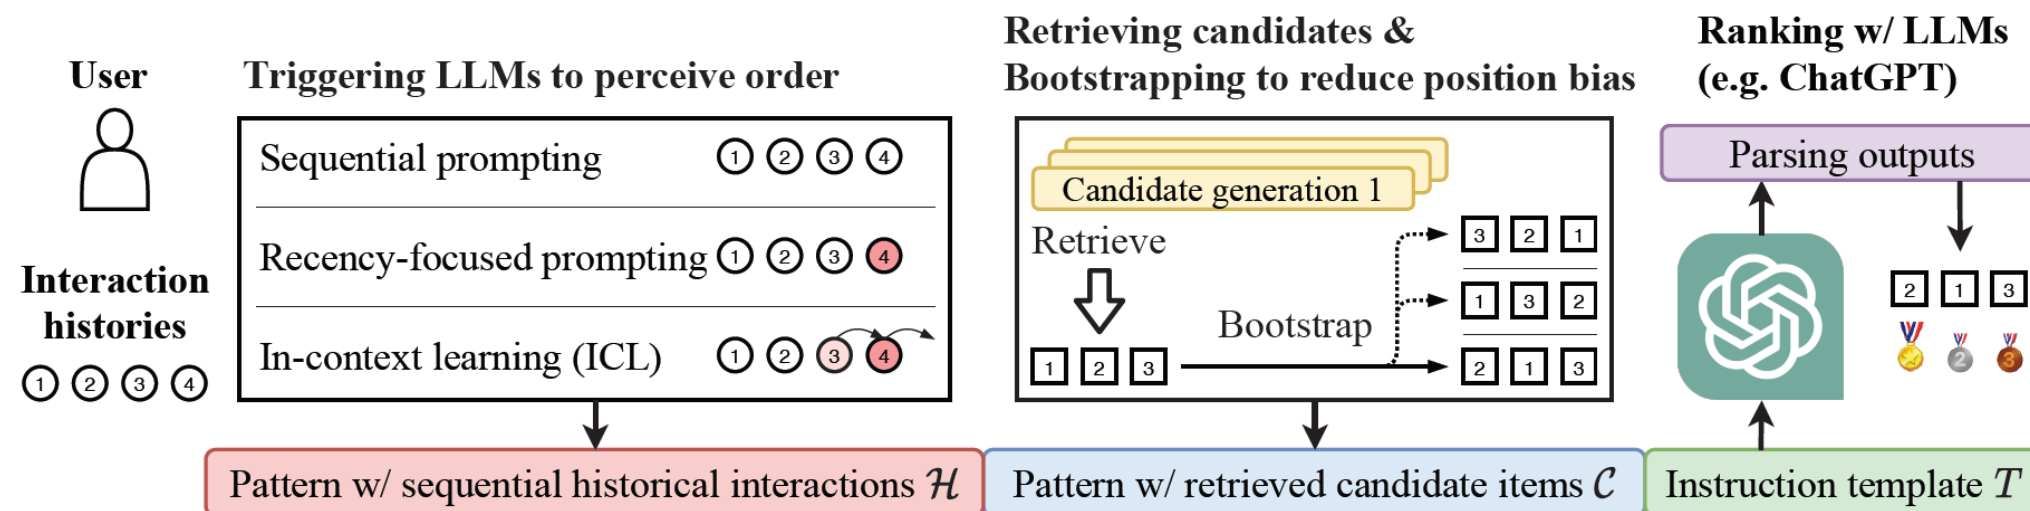 User
Interaction
histories
1 2 3 4
Triggering LLMs to perceive order
Sequential prompting 1 2 3 4
Recency-focused prompting 1 2 3 4
In-context learning (ICL) 1 2 3 4
Pattern w/ sequential historical interactions ℋ
Retrieving candidates &
Bootstrapping to reduce position bias
Candidate generation 1
Retrieve
Bootstrap
1 2 3
3 2 1
1 3 2
2 1 3
Pattern w/ retrieved candidate items 𝒞
Ranking w/ LLMs
(e.g. ChatGPT)
Parsing outputs
2 1 3
2 3
Instruction template T